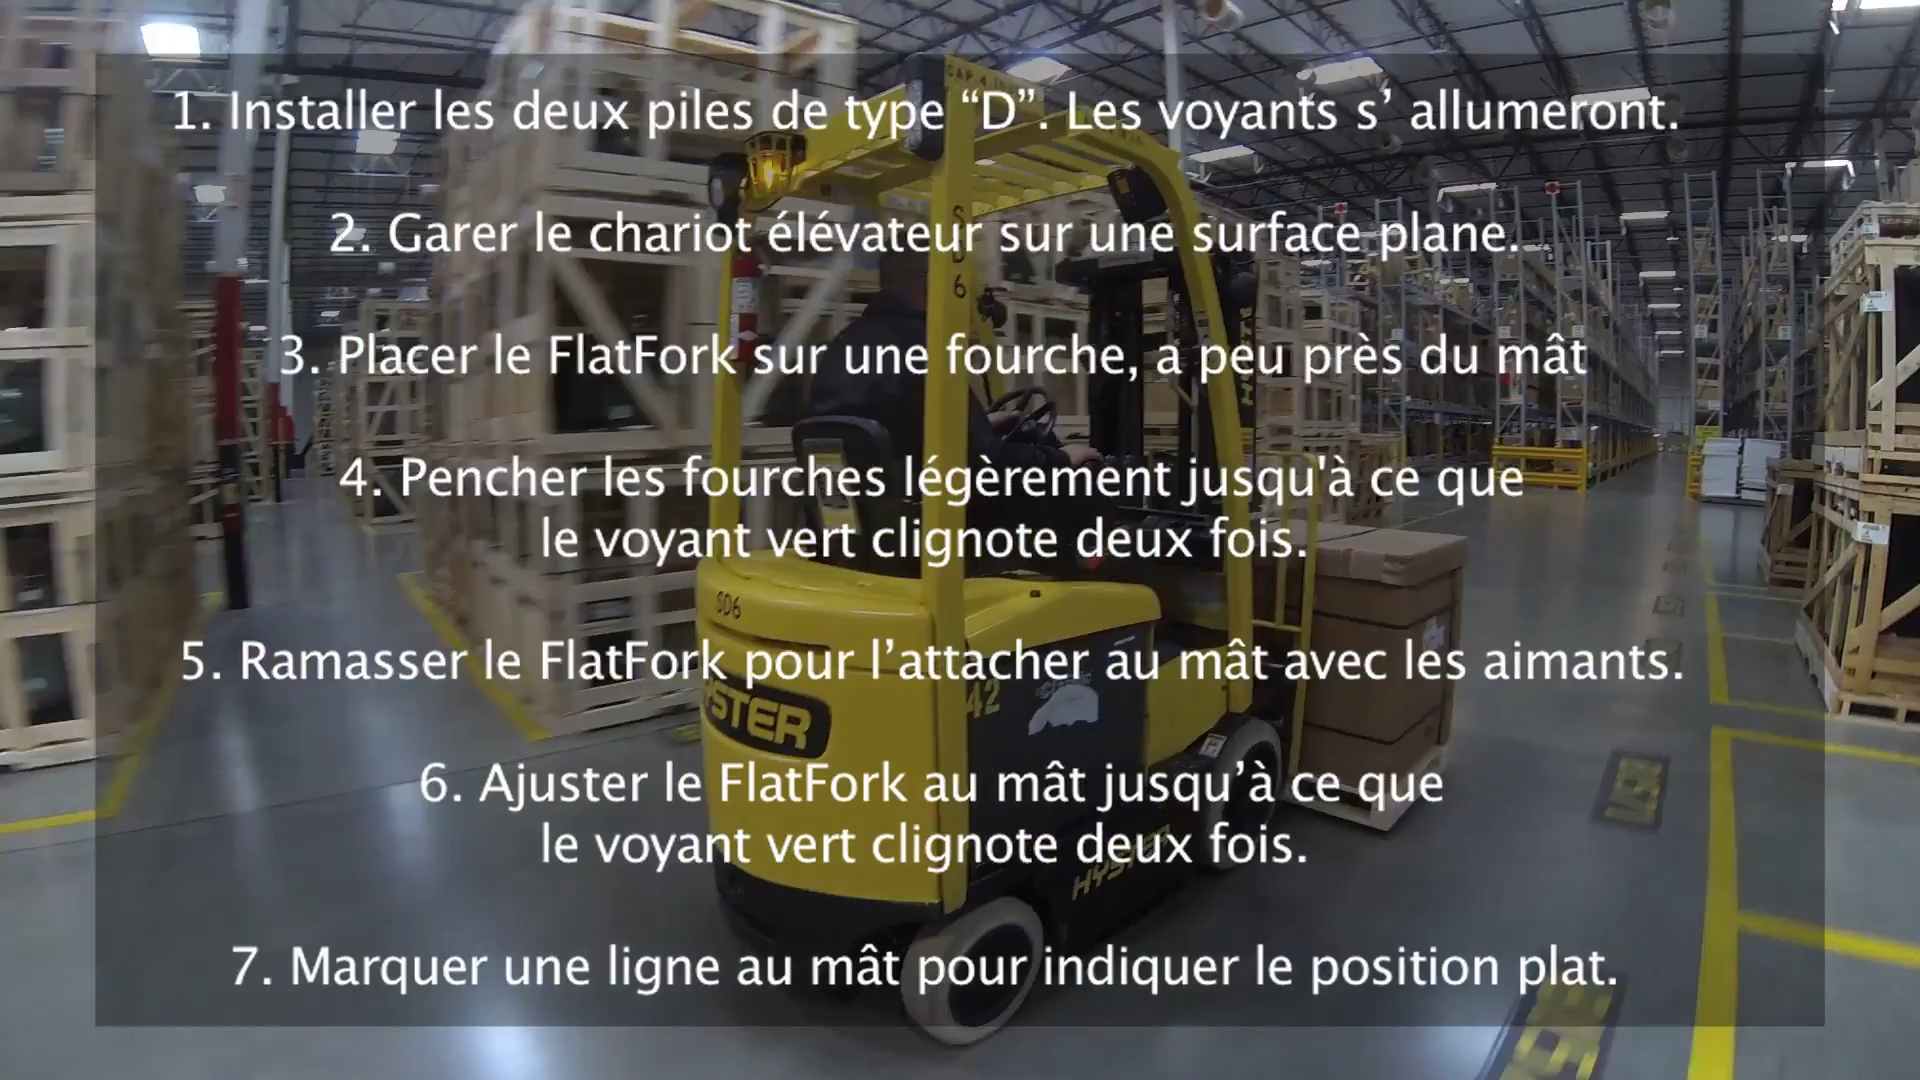 1. Installer les deux piles de type “D”. Les voyants s’ allumeront.
2. Garer le chariot élévateur sur une surface plane.
3. Placer le FlatFork sur une fourche, a peu près du mât
4. Pencher les fourches légèrement jusqu'à ce que
le voyant vert clignote deux fois.
5. Ramasser le FlatFork pour l’attacher au mât avec les aimants.
6. Ajuster le FlatFork au mât jusqu’à ce que
le voyant vert clignote deux fois.
7. Marquer une ligne au mât pour indiquer le position plat.
SD6
SD6
42
HYSTER